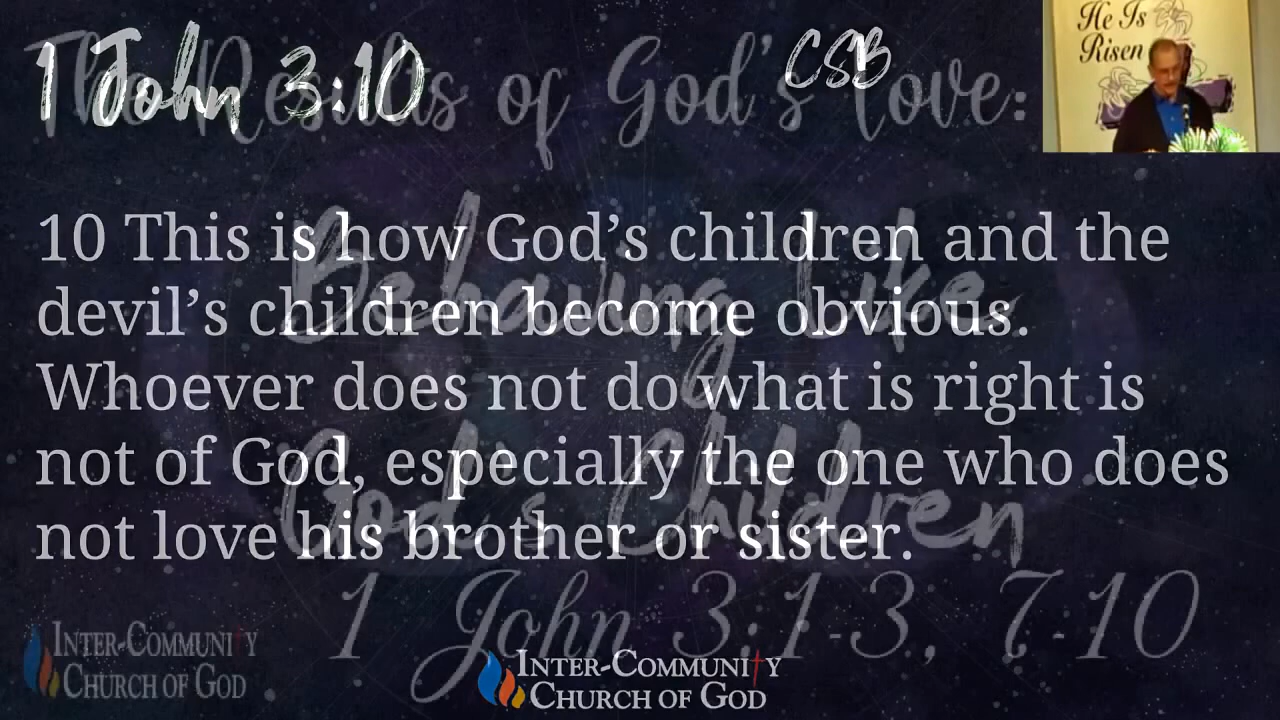 1 John 3:10
CSB
The Results of God's Love:
He Is
Risen
10 This is how God’s children and the
devil’s children become obvious.
Whoever does not do what is right is
not of God, especially the one who does
not love his brother or sister.
Behaving Like
God's Children
1 John 3:1-3, 7-10
Inter-Community
Church of God
Inter-Community
Church of God